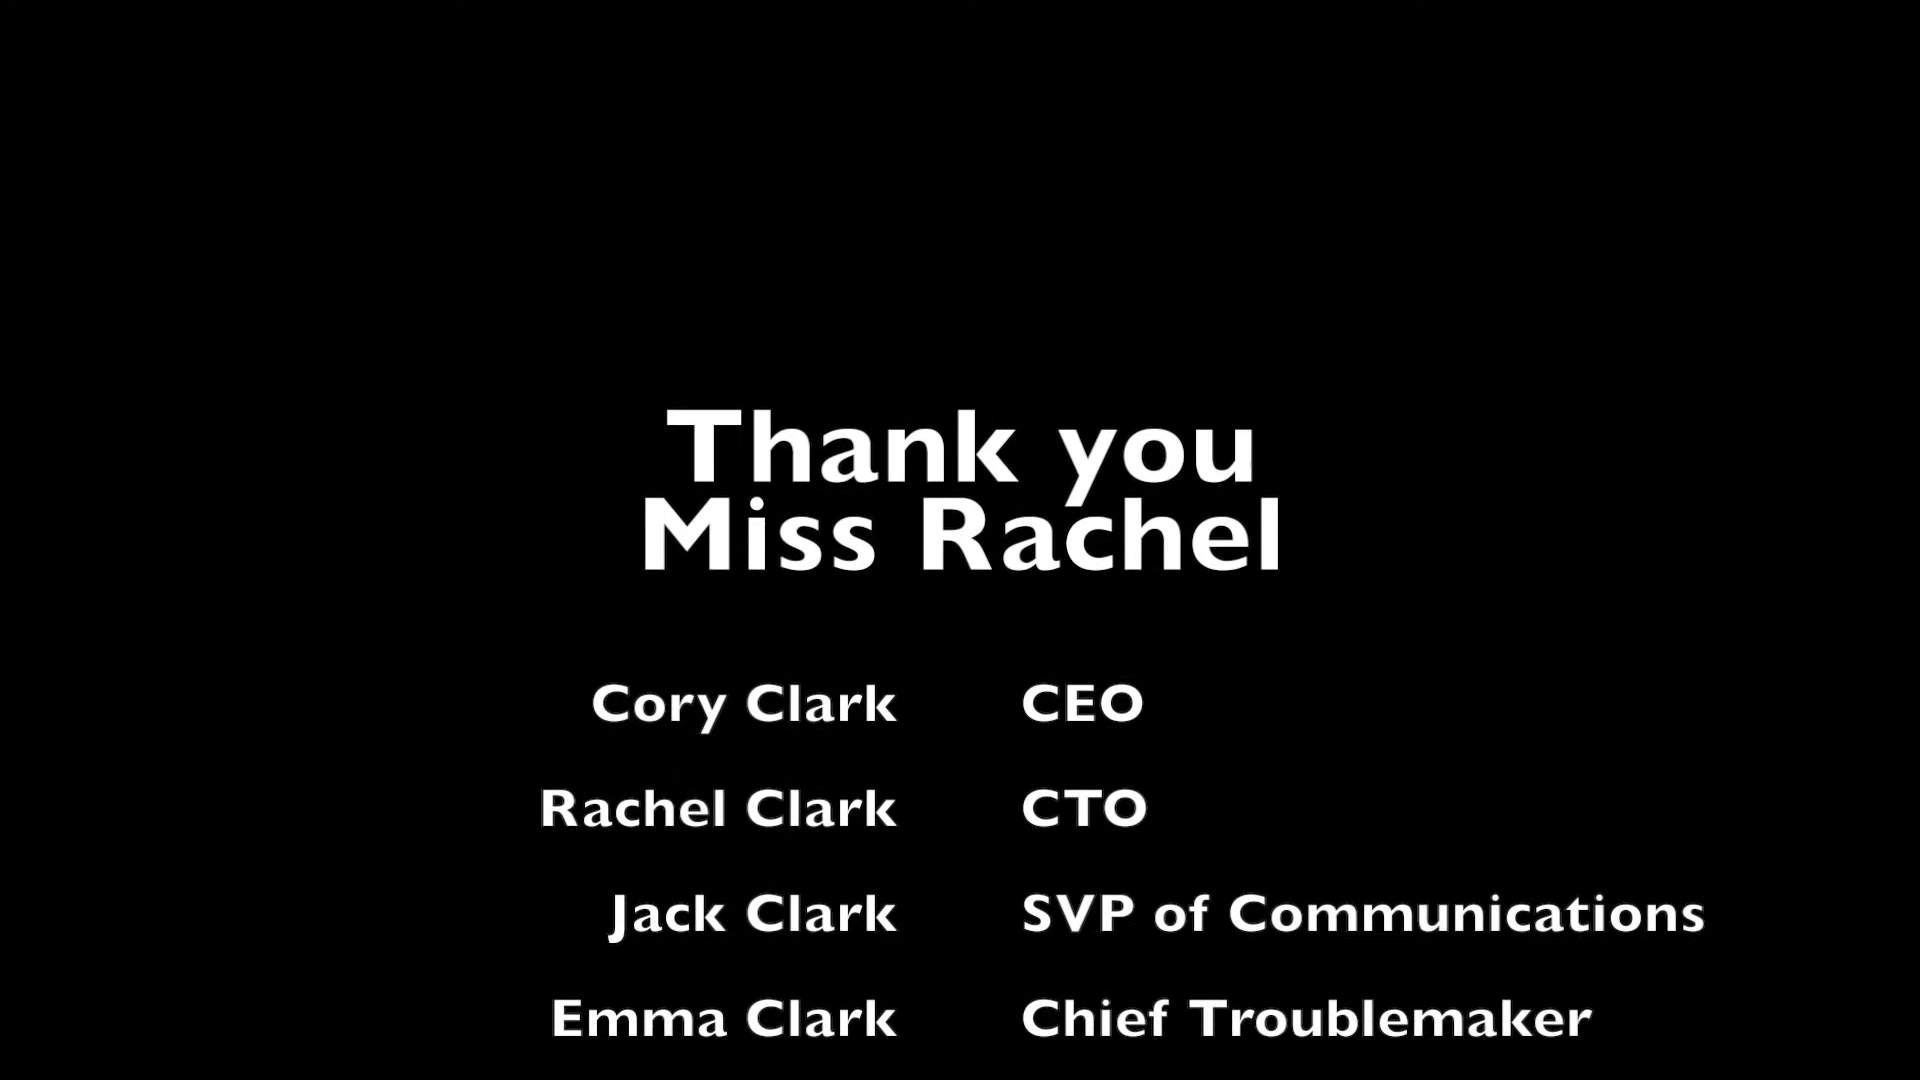 Thank you
Miss Rachel
Cory Clark CEO
Rachel Clark CTO
Jack Clark SVP of Communications
Emma Clark Chief Troublemaker